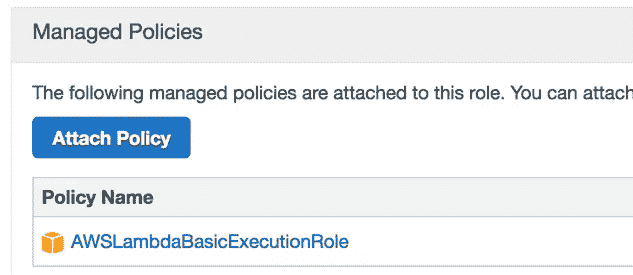 Managed Policies
The following managed policies are attached to this role. You can attach
Attach Policy
Policy Name
AWSLambdaBasicExecutionRole